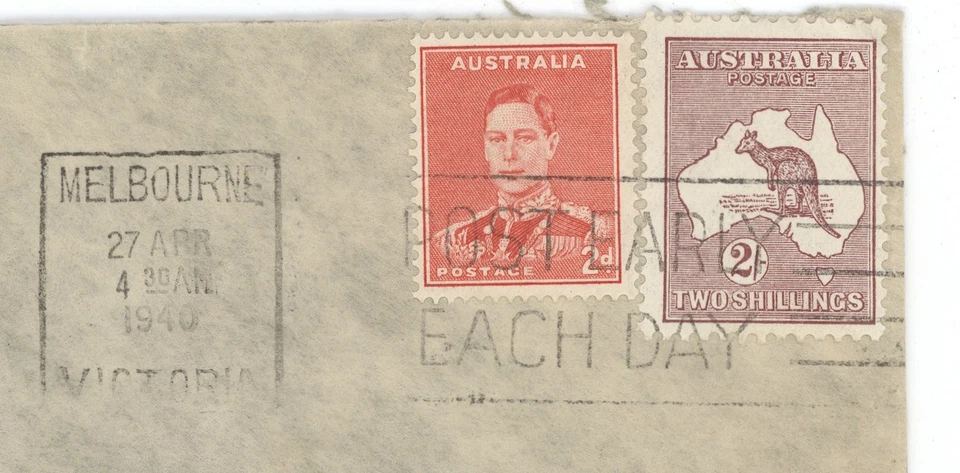 MELBOURNE
27 APR
4 30 AM
1940
VICTORIA
AUSTRALIA
POSTAGE 2d
AUSTRALIA
POSTAGE
2/-
TWO SHILLINGS
POST EARLY
EACH DAY